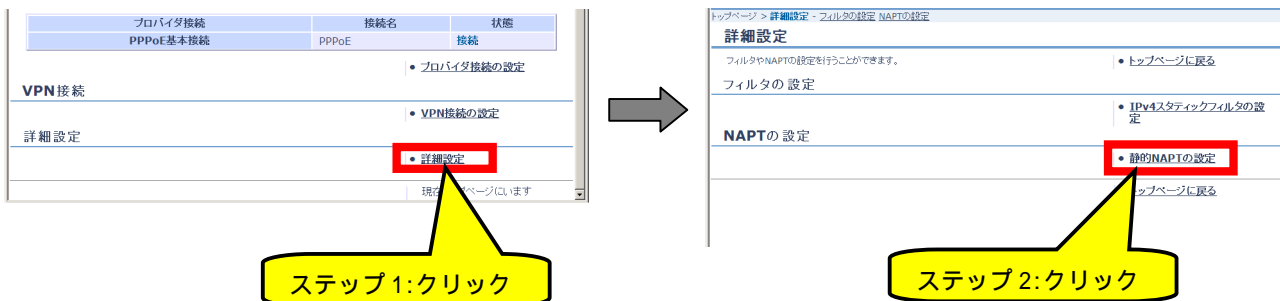 プロバイダ接続 接続名 状態
PPPoE基本接続 PPPoE 接続
• プロバイダ接続の設定
VPN接続
• VPN接続の設定
詳細設定
• 詳細設定
現在 ページにいます
ステップ1:クリック
トップページ > 詳細設定 - フィルタの設定 NAPTの設定
詳細設定
フィルタやNAPTの設定を行うことができます。
• トップページに戻る
フィルタの設定
• IPv4スタティックフィルタの設
定
NAPTの設定
• 静的NAPTの設定
トップページに戻る
ステップ2:クリック